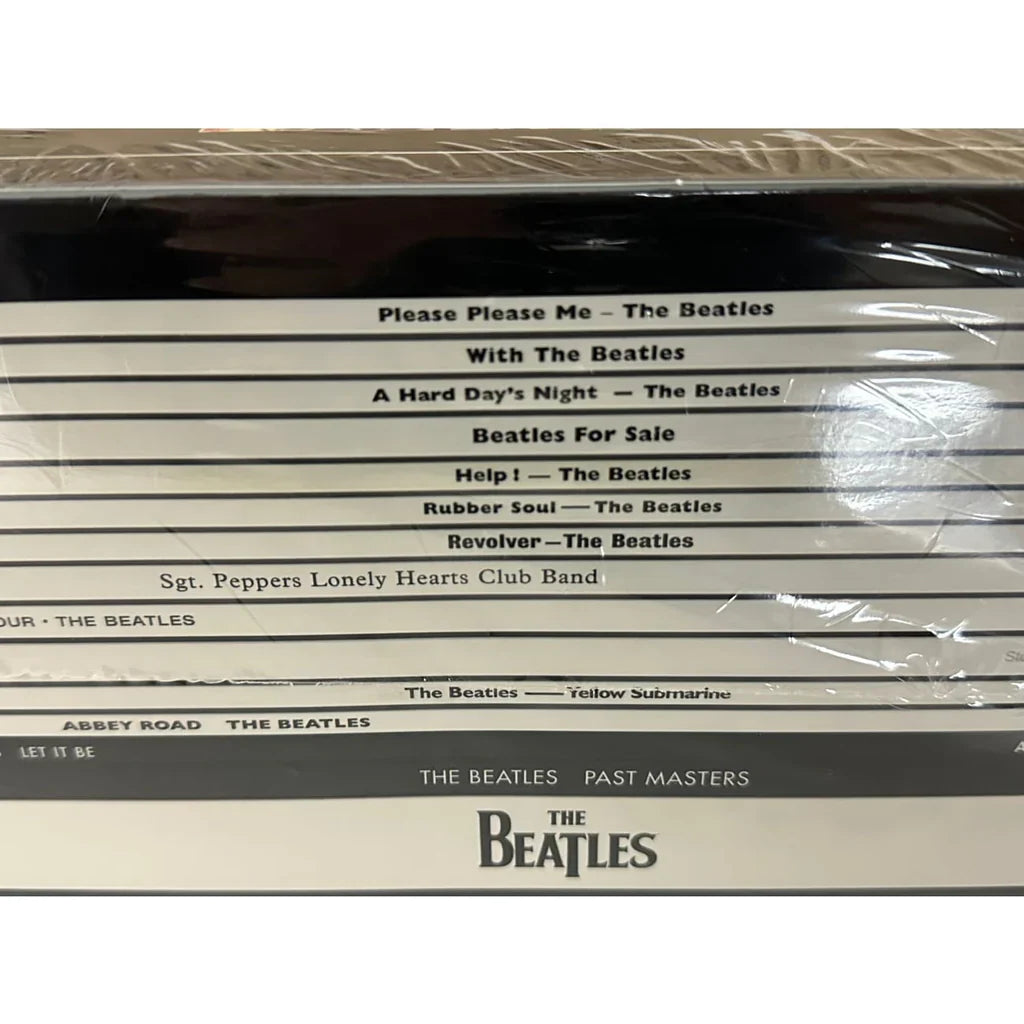 Please Please Me – The Beatles
With The Beatles
A Hard Day's Night — The Beatles
Beatles For Sale
Help! — The Beatles
Rubber Soul — The Beatles
Revolver — The Beatles
Sgt. Peppers Lonely Hearts Club Band
OUR · THE BEATLES
The Beatles — Yellow Submarine
ABBEY ROAD THE BEATLES
LET IT BE
THE BEATLES PAST MASTERS
THE
BEATLES